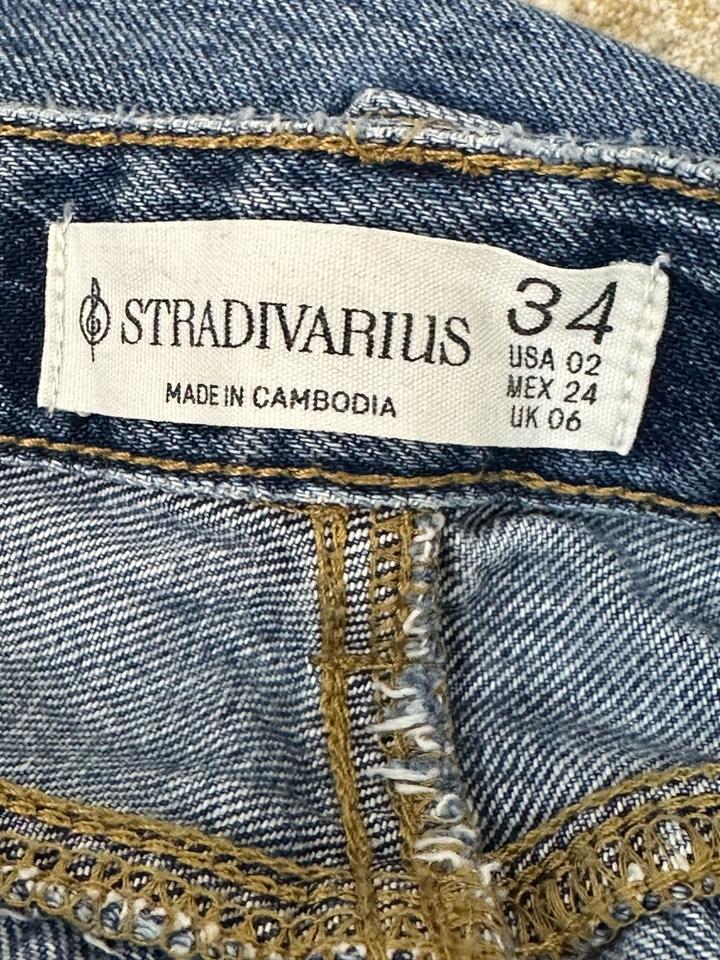 STRADIVARIUS
MADE IN CAMBODIA
34
USA 02
MEX 24
UK 06